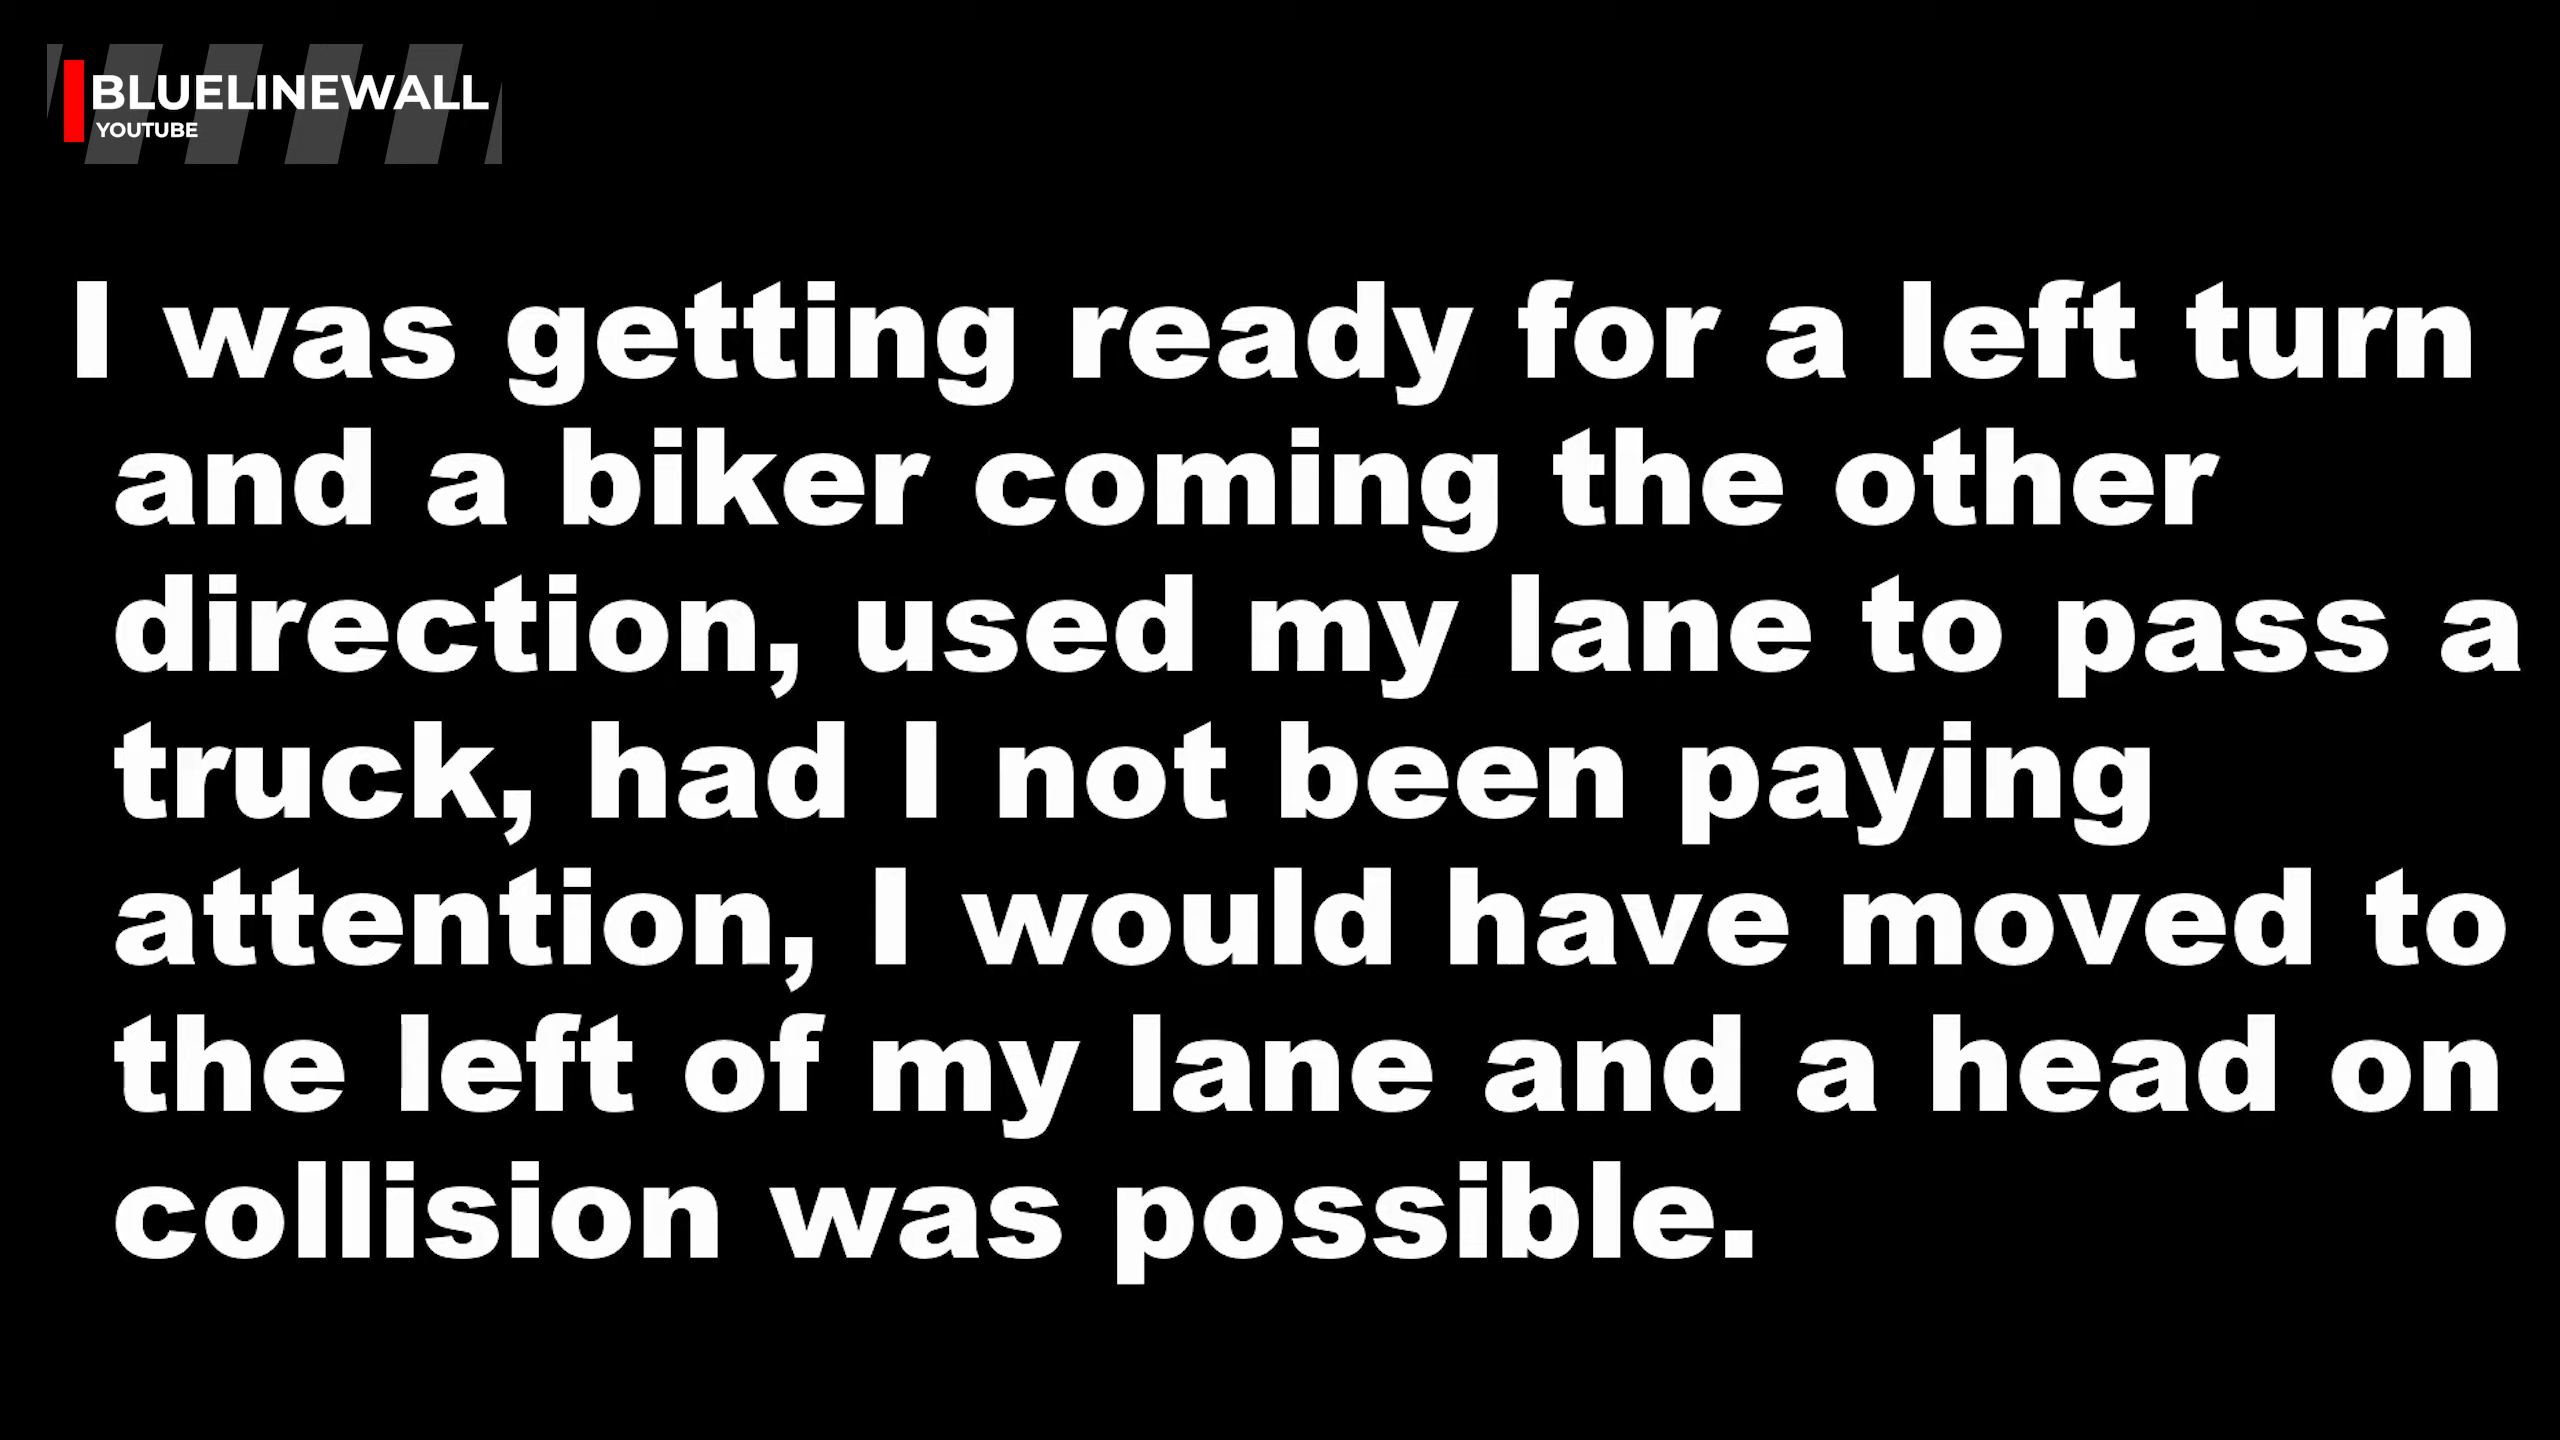 BLUELINEWALL
YOUTUBE
I was getting ready for a left turn
and a biker coming the other
direction, used my lane to pass a
truck, had I not been paying
attention, I would have moved to
the left of my lane and a head on
collision was possible.